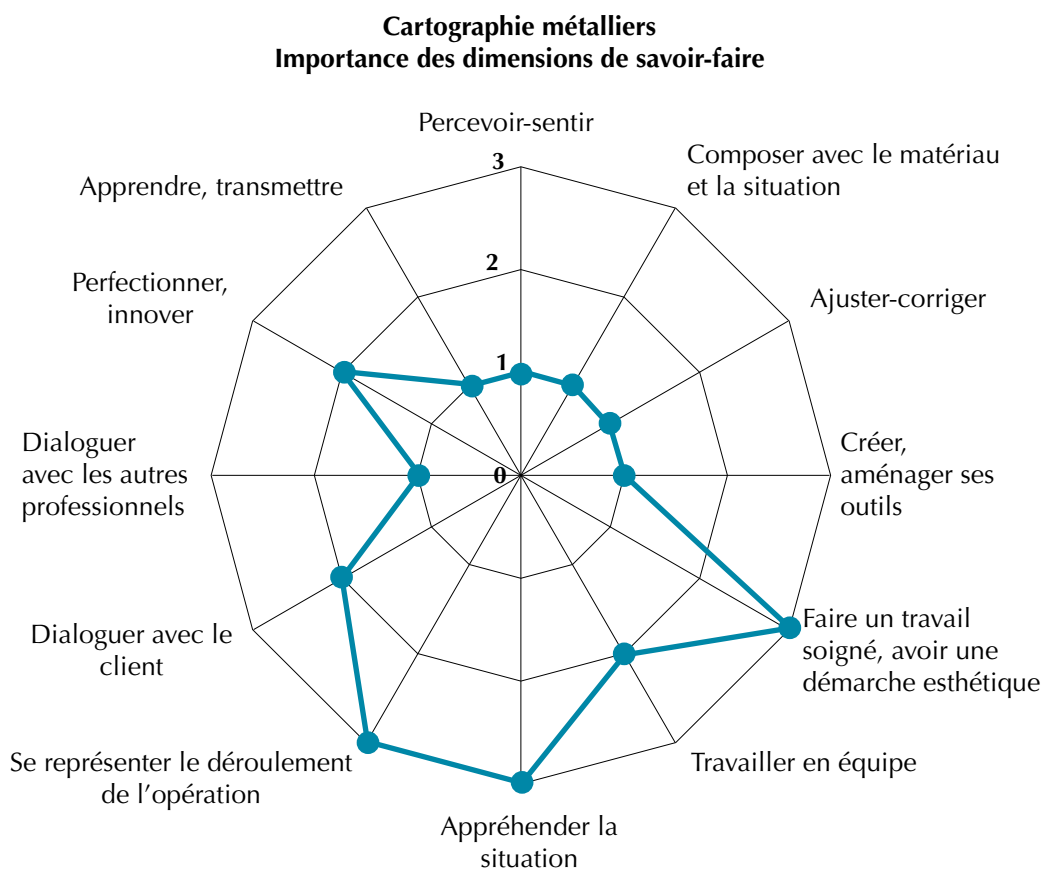 Cartographie métalliers
Importance des dimensions de savoir-faire
Percevoir-sentir
Composer avec le matériau
et la situation
Ajuster-corriger
Créer,
aménager ses
outils
Faire un travail
soigné, avoir une
démarche esthétique
Travailler en équipe
Appréhender la
situation
Se représenter le déroulement
de l'opération
Dialoguer avec le
client
Dialoguer
avec les autres
professionnels
Perfectionner,
innover
Apprendre, transmettre
3
2
1
0